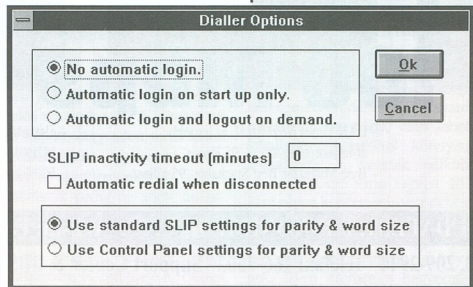 Dialler Options
No automatic login.
Ok
Automatic login on start up only.
Cancel
Automatic login and logout on demand.
SLIP inactivity timeout (minutes) 0
Automatic redial when disconnected
Use standard SLIP settings for parity & word size
Use Control Panel settings for parity & word size